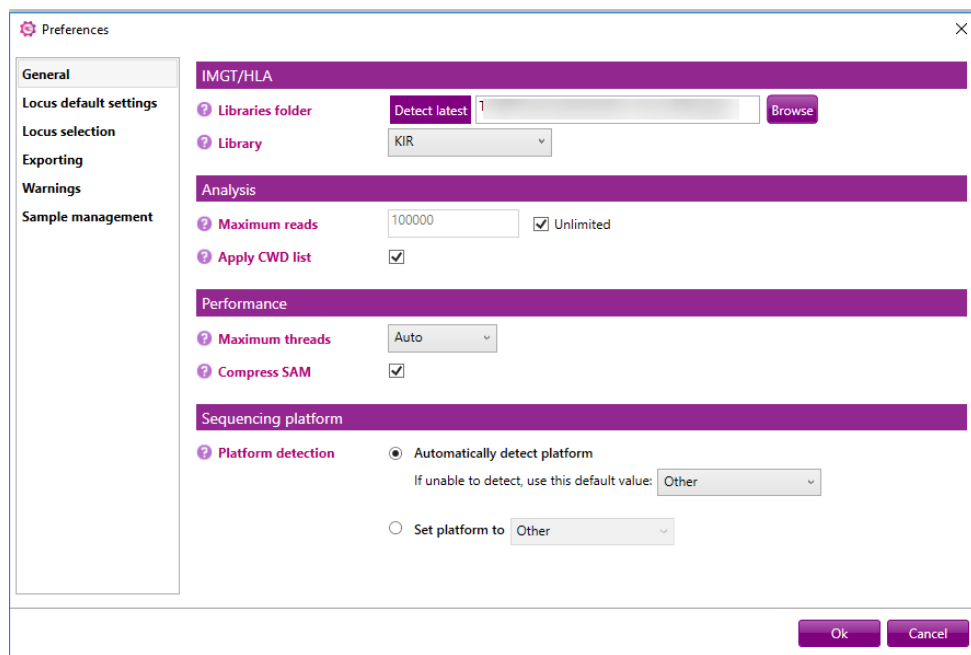 Preferences
General
Locus default settings
Locus selection
Exporting
Warnings
Sample management
IMGT/HLA
Libraries folder Detect latest Browse
Library KIR
Analysis
Maximum reads 100000 Unlimited
Apply CWD list
Performance
Maximum threads Auto
Compress SAM
Sequencing platform
Platform detection Automatically detect platform
If unable to detect, use this default value: Other
Set platform to Other
Ok Cancel